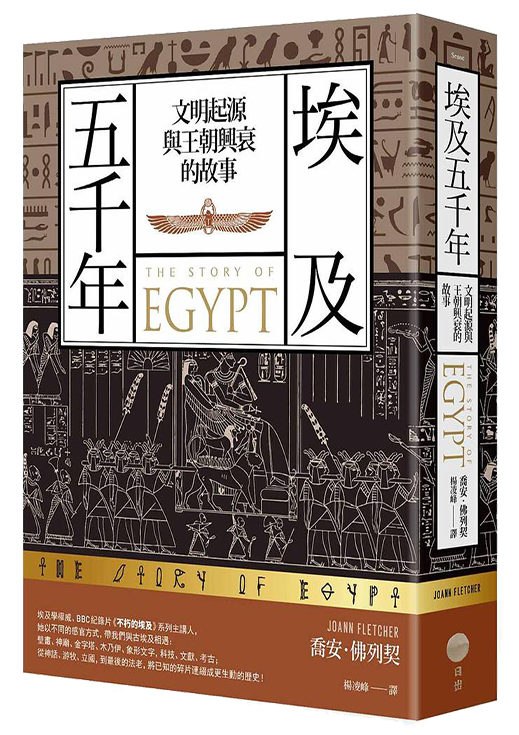 埃及
五千年
文明起源
與王朝興衰
的故事
THE STORY OF
EGYPT
THE STORY OF EGYPT
埃及學權威、BBC紀錄片《不朽的埃及》系列主講人，
她以不同的感官方式，帶我們與古埃及相遇：
壁畫、神廟、金字塔、木乃伊、象形文字、科技、文獻、考古；
從神話、游牧、立國，到最後的法老，將已知的碎片連綴成更生動的歷史！
JOANN FLETCHER
喬安・佛列契
楊凌峰——譯
Sense
埃及五千年
文明起源與
王朝興衰的
故事
THE STORY OF
EGYPT
喬安・佛列契
楊凌峰——譯
JOANN FLETCHER
日出